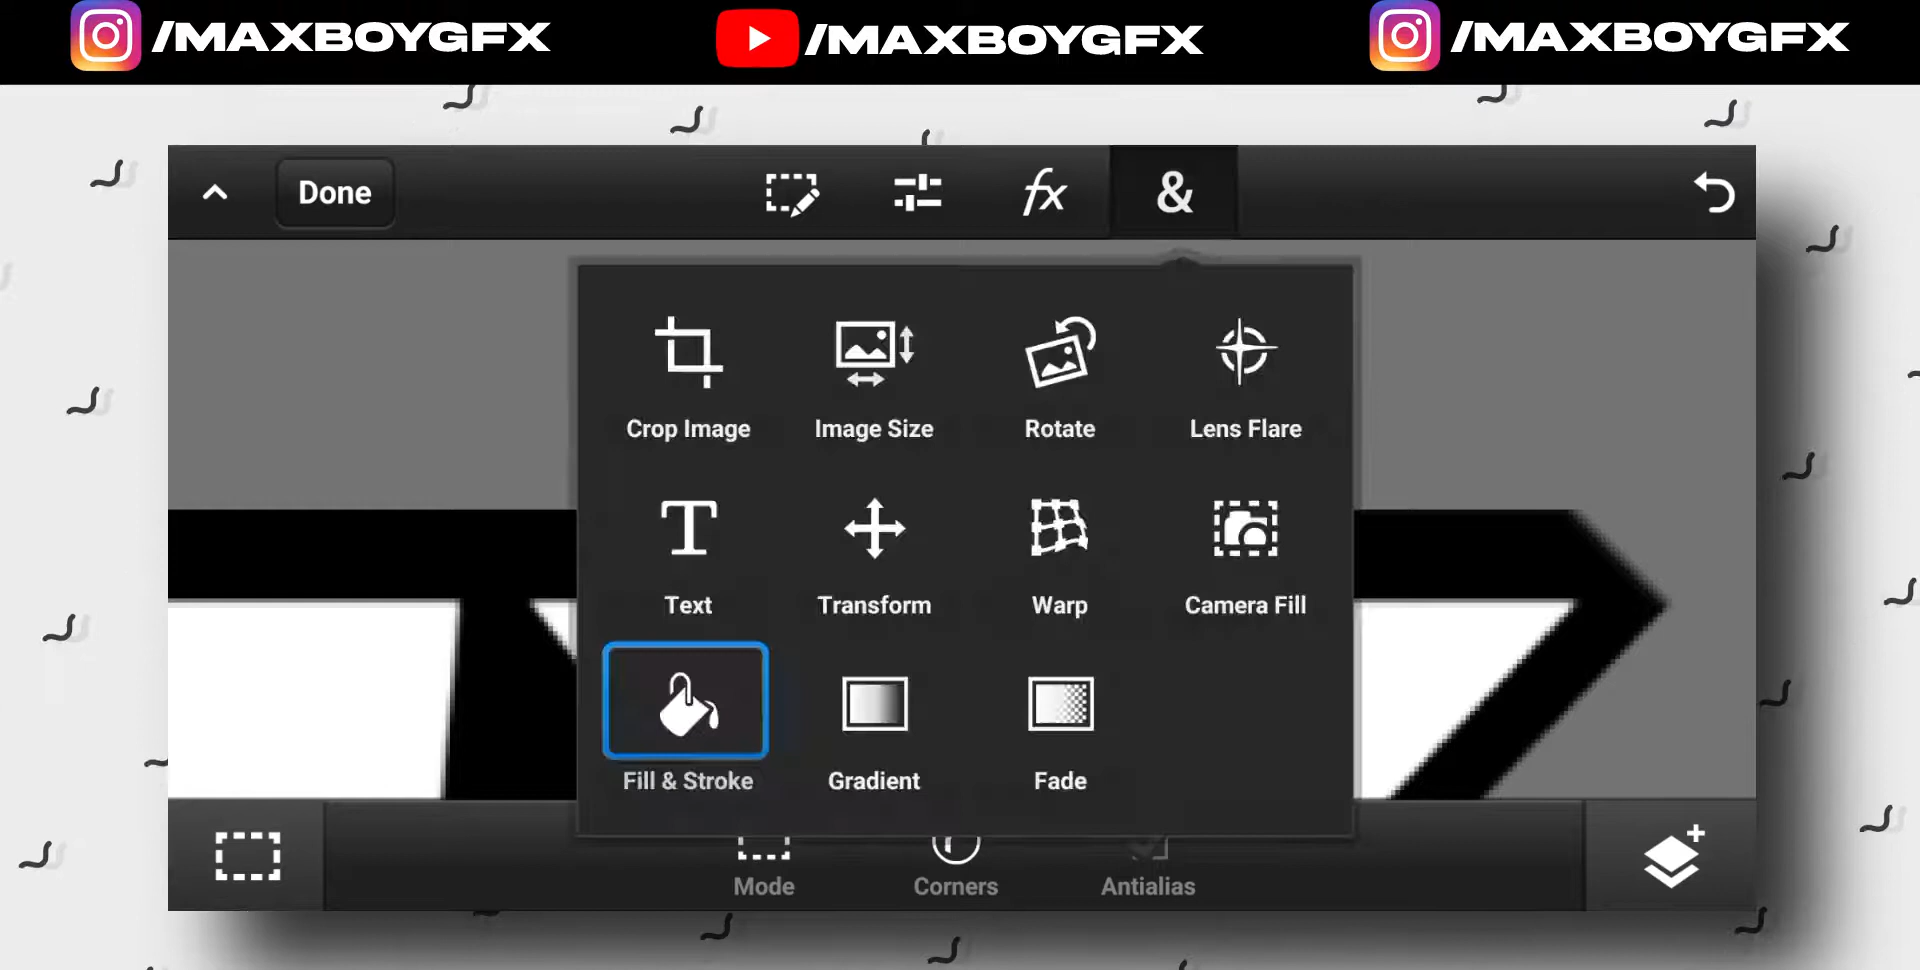 /MAXBOYGFX /MAXBOYGFX /MAXBOYGFX
Done fx &
Crop Image Image Size Rotate Lens Flare
Text Transform Warp Camera Fill
Fill & Stroke Gradient Fade
Mode Corners Antialias